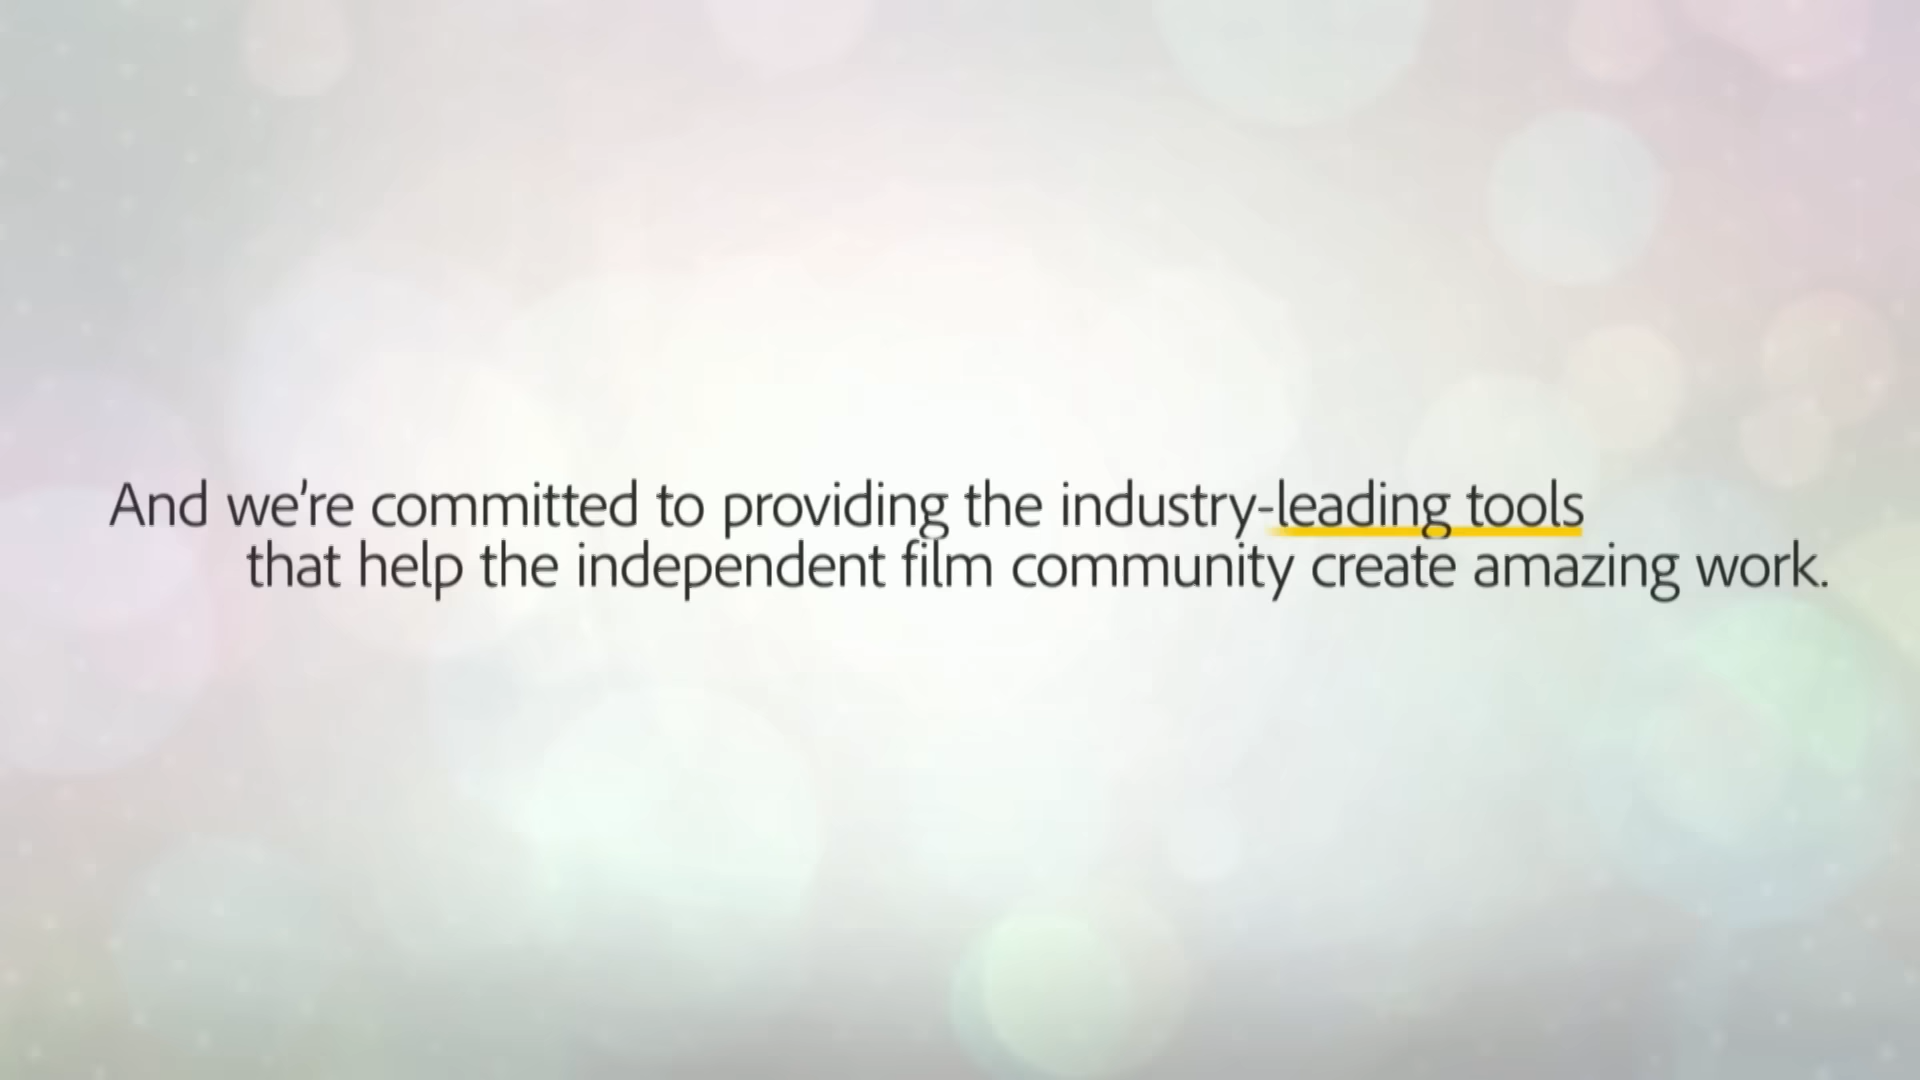 And we're committed to providing the industry-leading tools
that help the independent film community create amazing work.